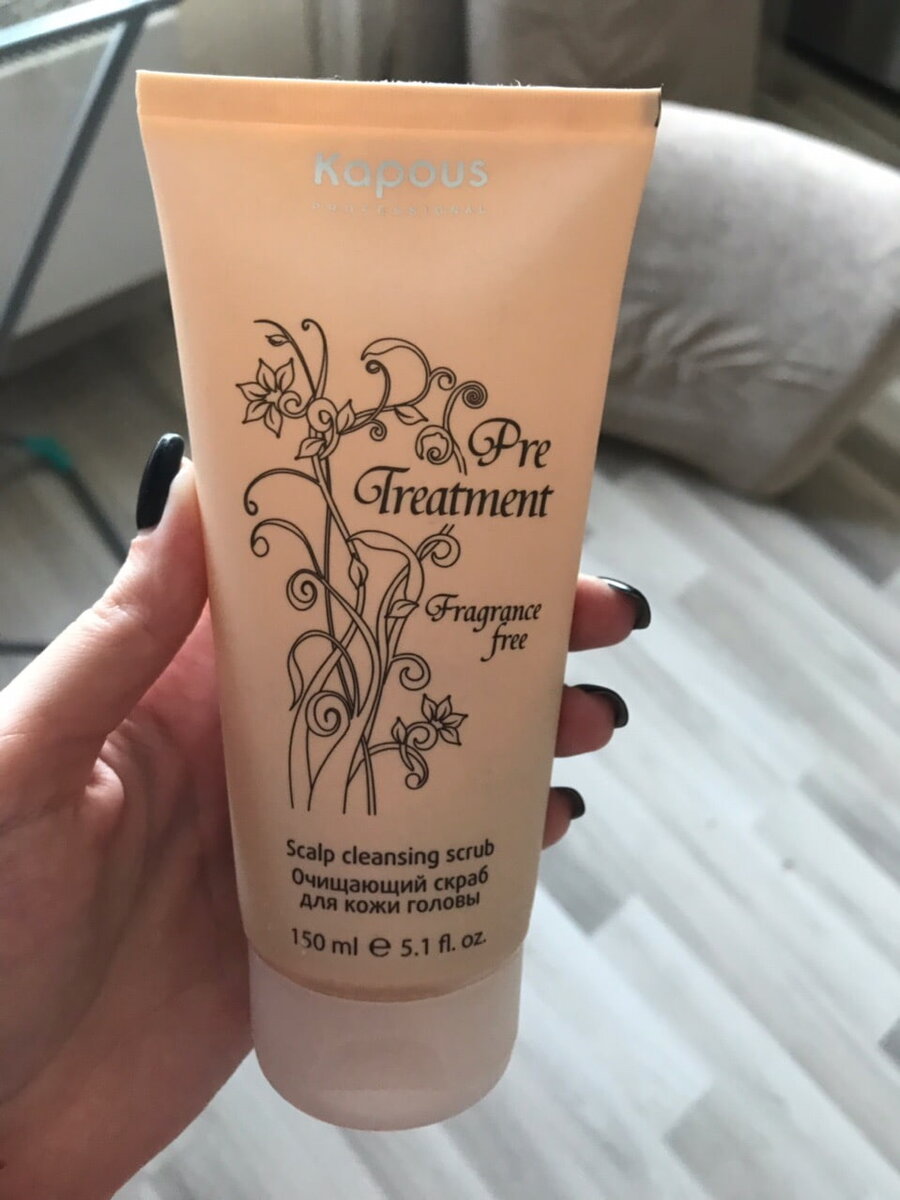 Kapous
PROFESSIONAL
Pre
Treatment
Fragrance
free
Scalp cleansing scrub
Очищающий скраб
для кожи головы
150 ml ℮ 5.1 fl. oz.